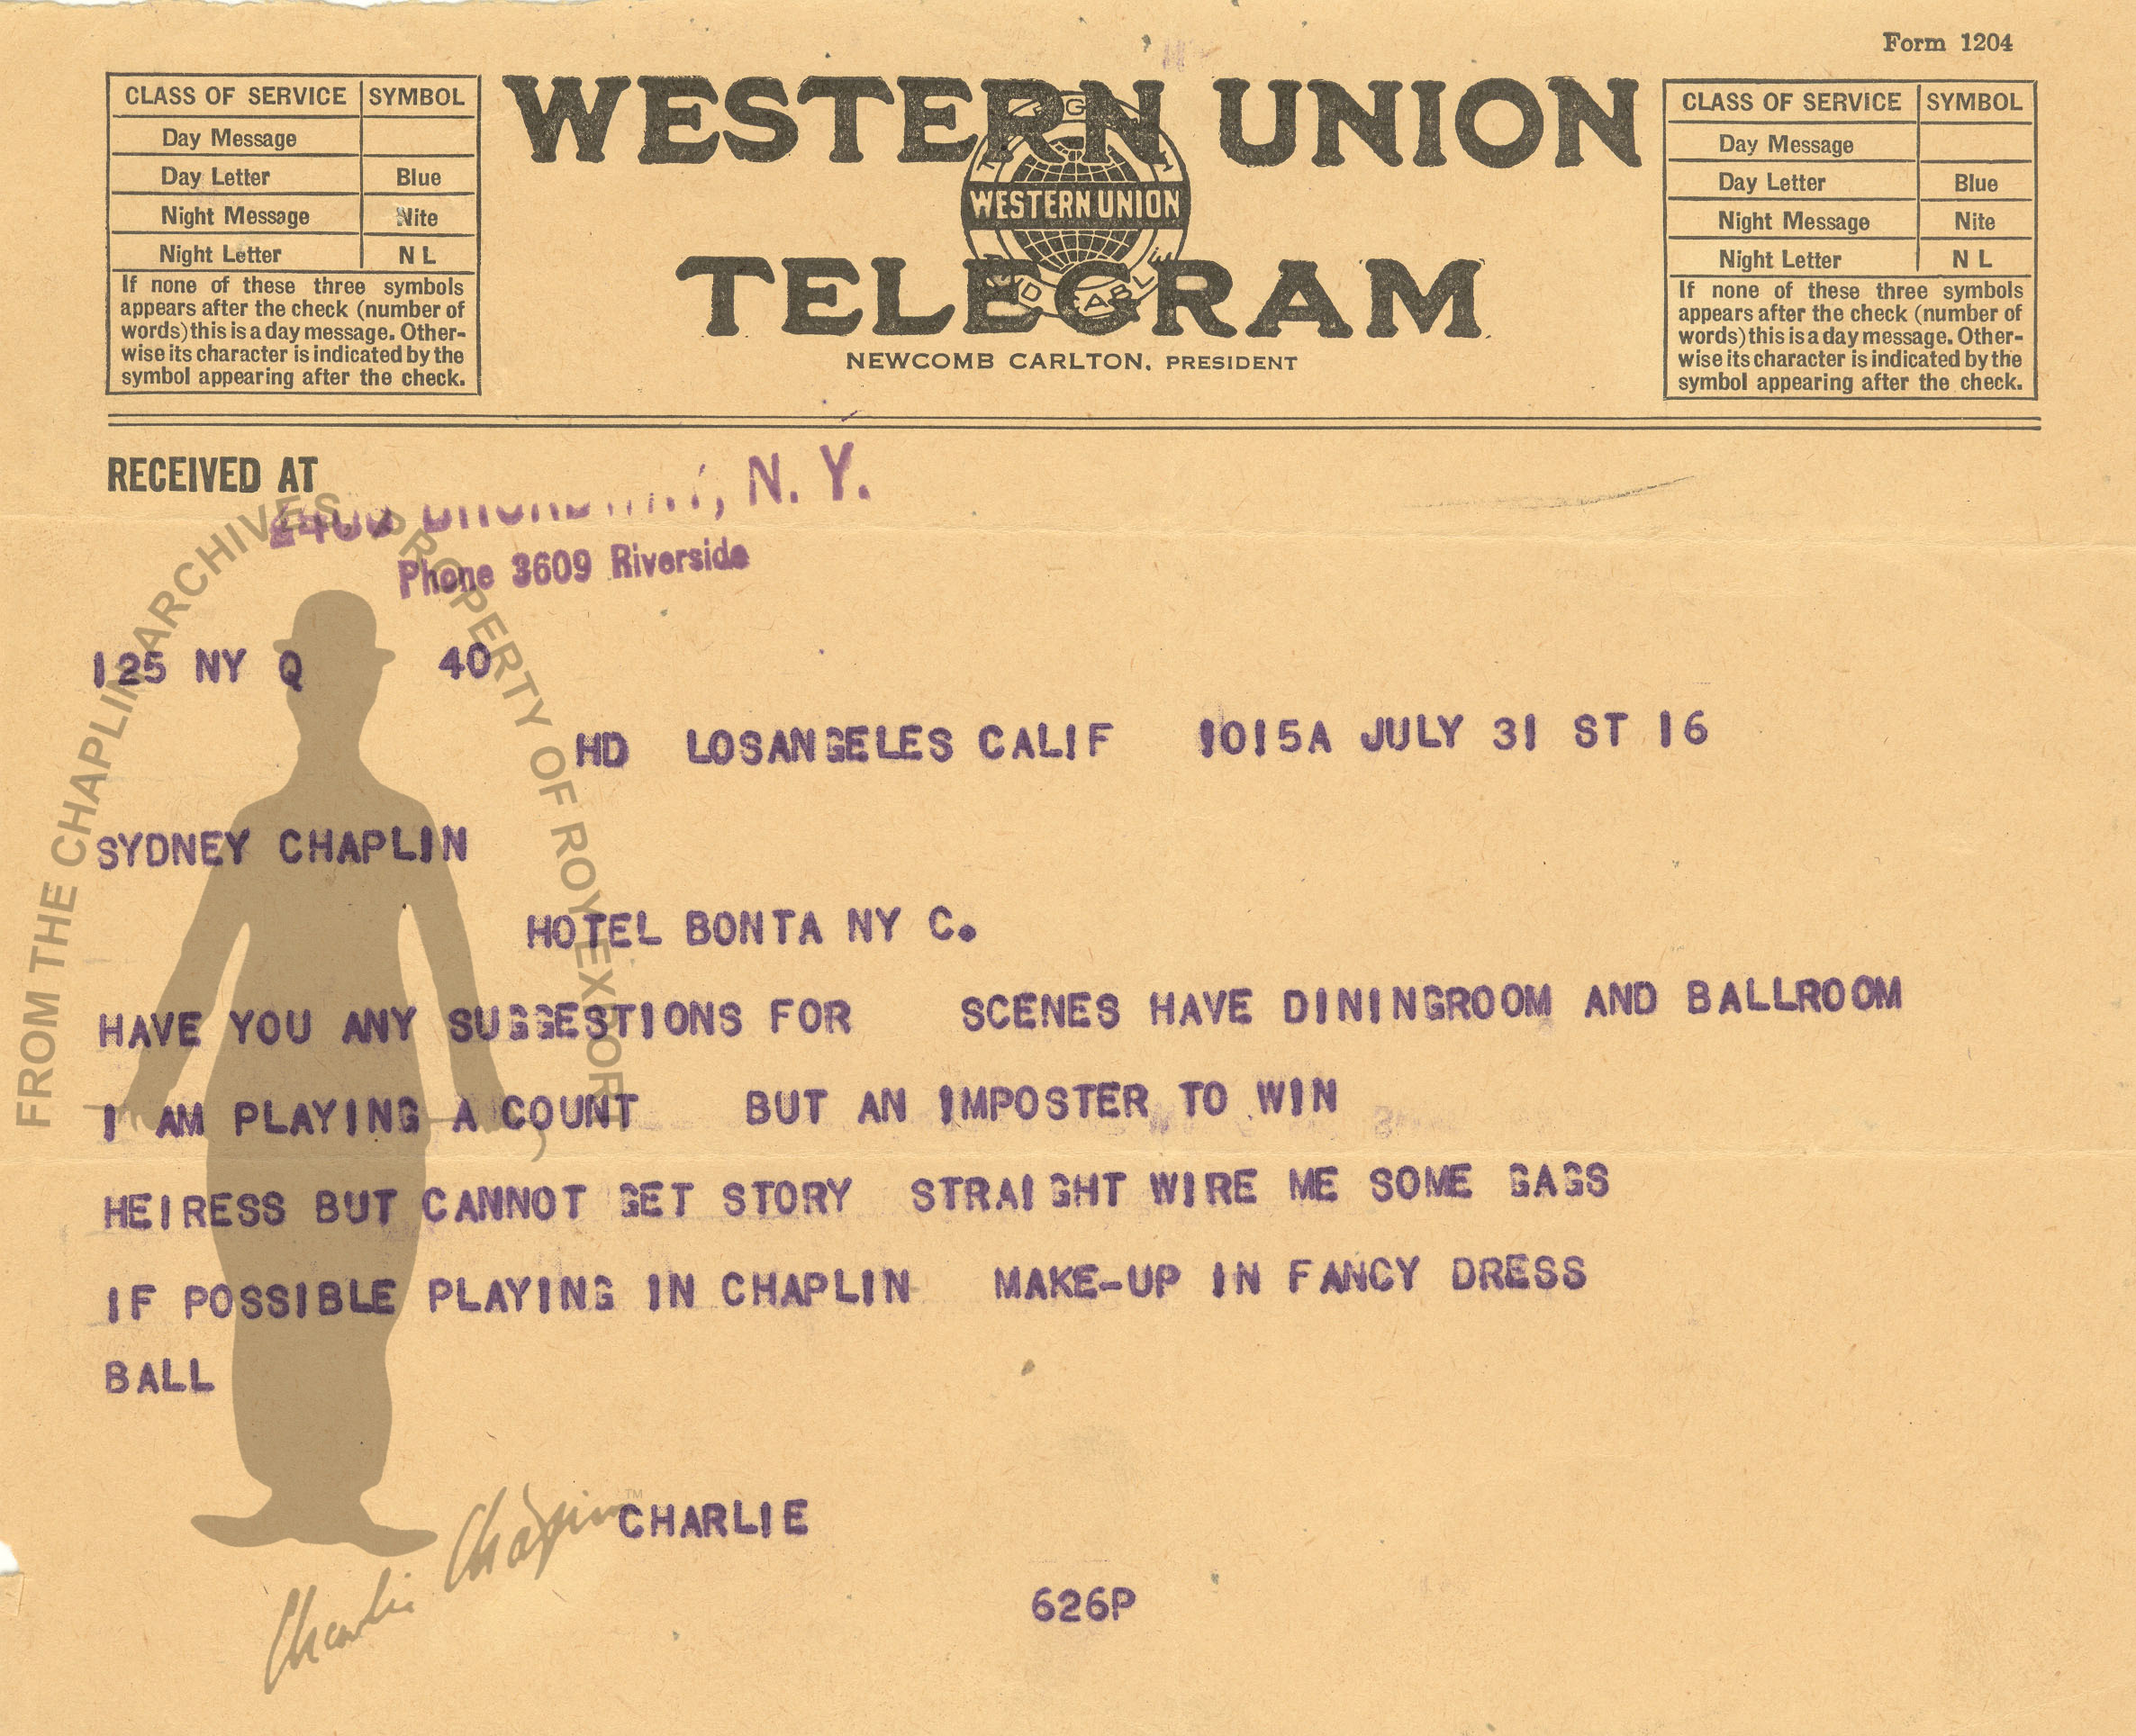 Form 1204
CLASS OF SERVICE SYMBOL
Day Message
Day Letter Blue
Night Message Nite
Night Letter N L
If none of these three symbols
appears after the check (number of
words) this is a day message. Other-
wise its character is indicated by the
symbol appearing after the check.
WESTERN UNION
WESTERN UNION
TELEGRAM
NEWCOMB CARLTON, PRESIDENT
CLASS OF SERVICE SYMBOL
Day Message
Day Letter Blue
Night Message Nite
Night Letter N L
If none of these three symbols
appears after the check (number of
words) this is a day message. Other-
wise its character is indicated by the
symbol appearing after the check.
RECEIVED AT
N. Y.
Phone 3609 Riverside
FROM THE CHAPLIN ARCHIVES PROPERTY OF ROY EXPORT
125 NY Q 40
HD LOSANGELES CALIF 1015A JULY 31 ST 16
SYDNEY CHAPLIN
HOTEL BONTA NY C.
HAVE YOU ANY SUGGESTIONS FOR SCENES HAVE DININGROOM AND BALLROOM
I AM PLAYING A COUNT BUT AN IMPOSTER TO WIN
HEIRESS BUT CANNOT GET STORY STRAIGHT WIRE ME SOME GAGS
IF POSSIBLE PLAYING IN CHAPLIN MAKE-UP IN FANCY DRESS
BALL
CHARLIE
Charlie Chaplin ™
626P